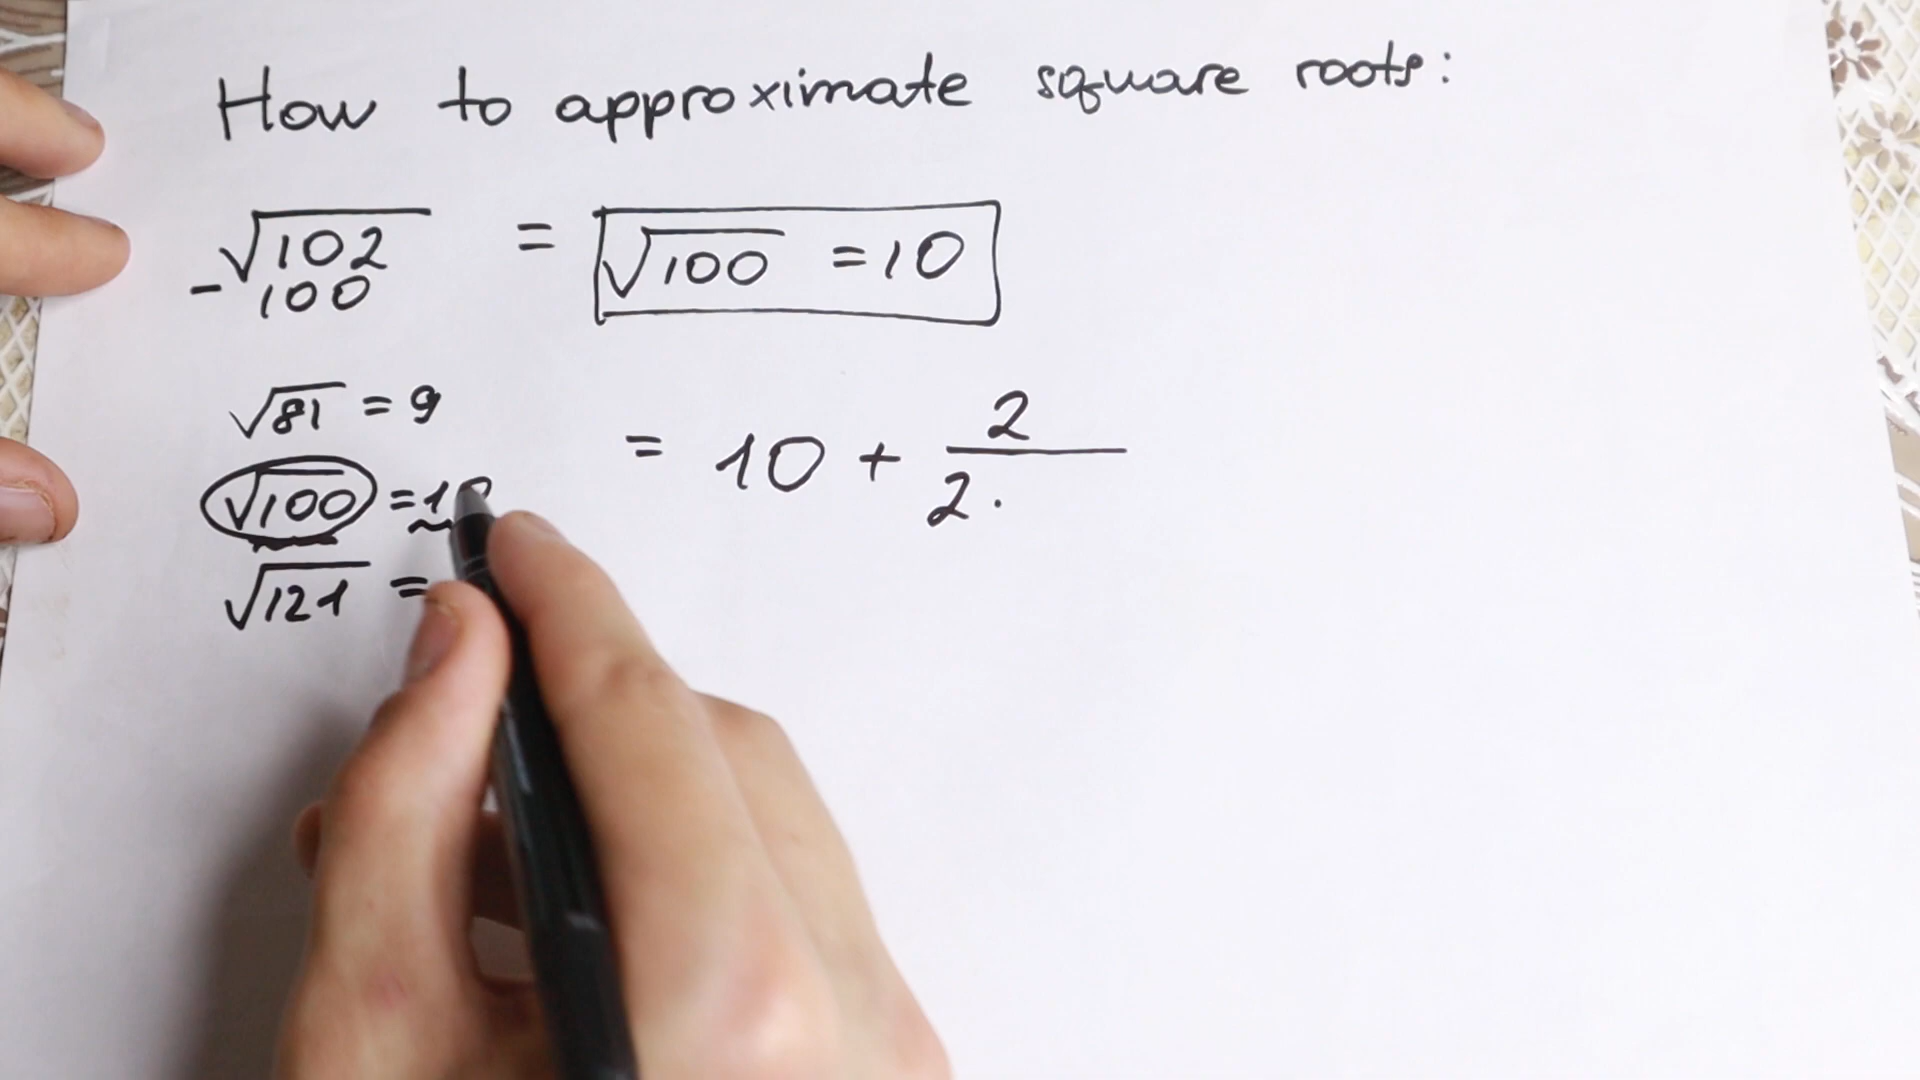 How to approximate square roots:
√102 = √100 = 10
- 100
√81 = 9
√100 = 10
= 10 + 2/2·
√121 =